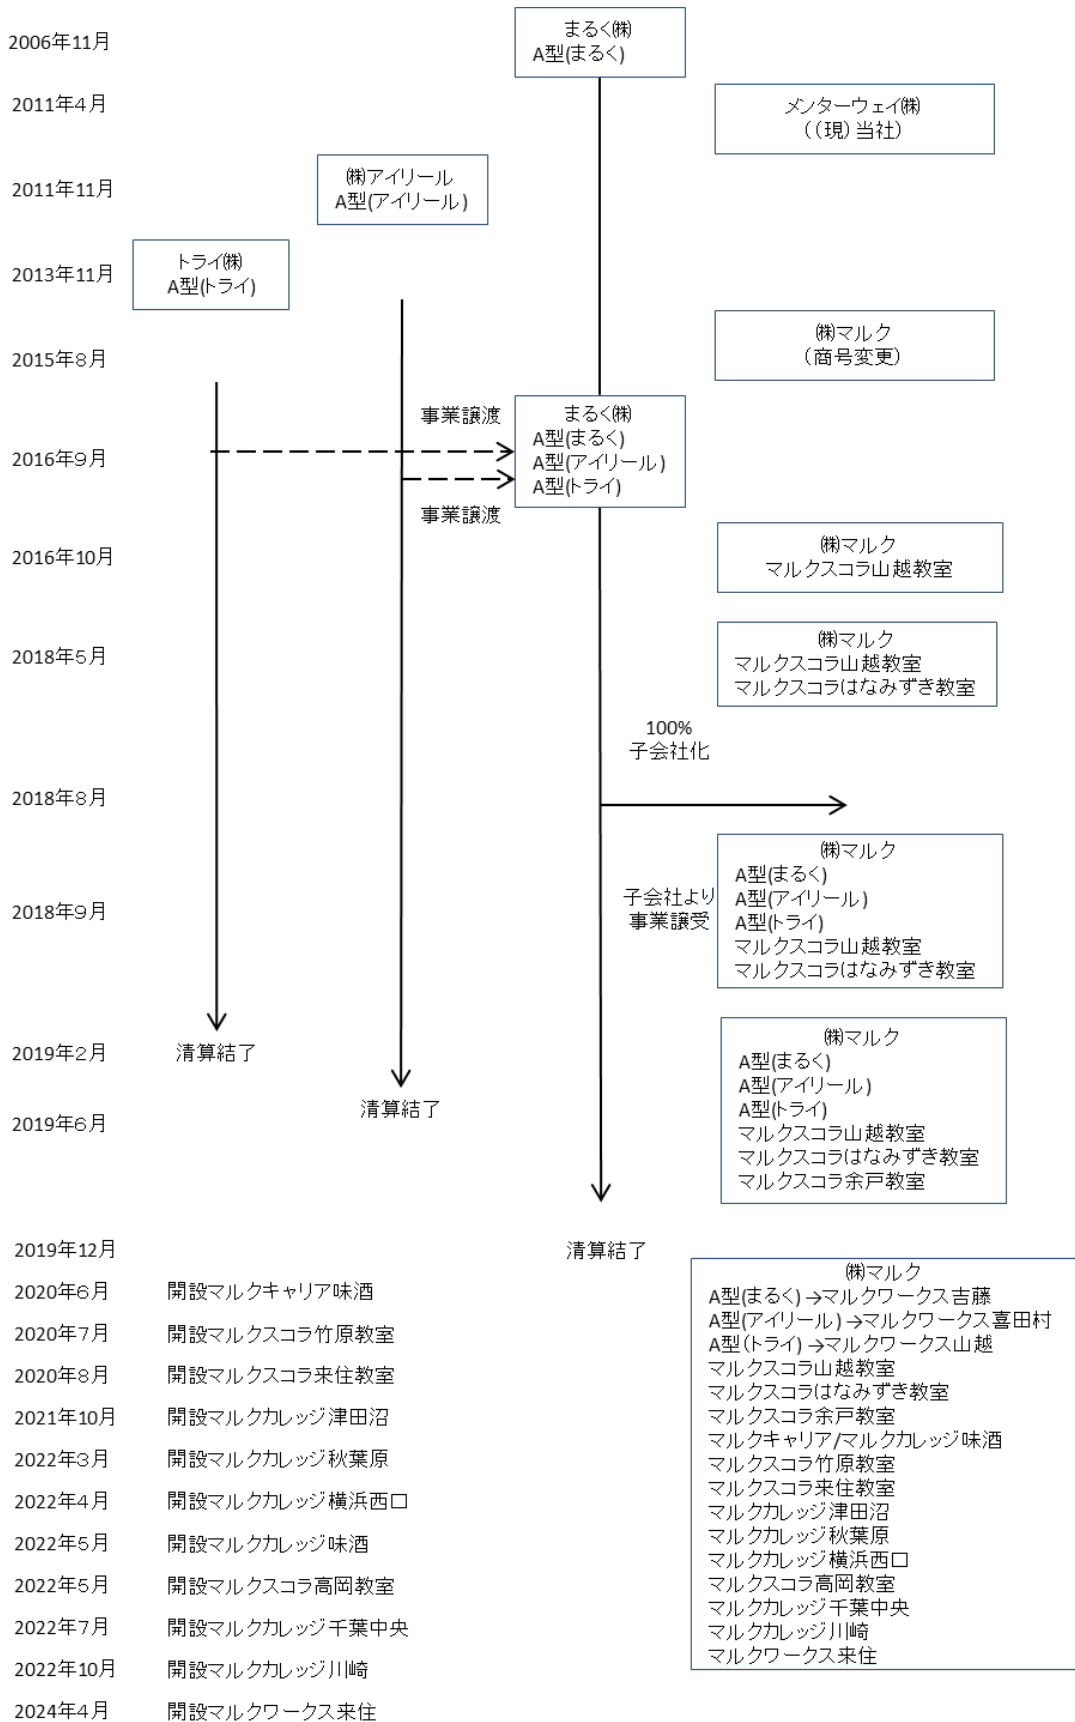 2006年11月
まるく㈱
A型(まるく)
2011年4月
メンターウェイ㈱
((現)当社)
2011年11月
㈱アイリール
A型(アイリール)
2013年11月
トライ㈱
A型(トライ)
2015年8月
㈱マルク
(商号変更)
2016年9月
事業譲渡
事業譲渡
まるく㈱
A型(まるく)
A型(アイリール)
A型(トライ)
2016年10月
㈱マルク
マルクスコラ山越教室
2018年5月
㈱マルク
マルクスコラ山越教室
マルクスコラはなみずき教室
100%
子会社化
2018年8月
2018年9月
子会社より
事業譲受
㈱マルク
A型(まるく)
A型(アイリール)
A型(トライ)
マルクスコラ山越教室
マルクスコラはなみずき教室
2019年2月
清算結了
2019年6月
清算結了
㈱マルク
A型(まるく)
A型(アイリール)
A型(トライ)
マルクスコラ山越教室
マルクスコラはなみずき教室
マルクスコラ余戸教室
2019年12月
清算結了
2020年6月 開設マルクキャリア味酒
2020年7月 開設マルクスコラ竹原教室
2020年8月 開設マルクスコラ来住教室
2021年10月 開設マルクカレッジ津田沼
2022年3月 開設マルクカレッジ秋葉原
2022年4月 開設マルクカレッジ横浜西口
2022年5月 開設マルクカレッジ味酒
2022年5月 開設マルクスコラ高岡教室
2022年7月 開設マルクカレッジ千葉中央
2022年10月 開設マルクカレッジ川崎
2024年4月 開設マルクワークス来住
㈱マルク
A型(まるく)→マルクワークス吉藤
A型(アイリール)→マルクワークス喜田村
A型(トライ)→マルクワークス山越
マルクスコラ山越教室
マルクスコラはなみずき教室
マルクスコラ余戸教室
マルクキャリア/マルクカレッジ味酒
マルクスコラ竹原教室
マルクスコラ来住教室
マルクカレッジ津田沼
マルクカレッジ秋葉原
マルクカレッジ横浜西口
マルクスコラ高岡教室
マルクカレッジ千葉中央
マルクカレッジ川崎
マルクワークス来住